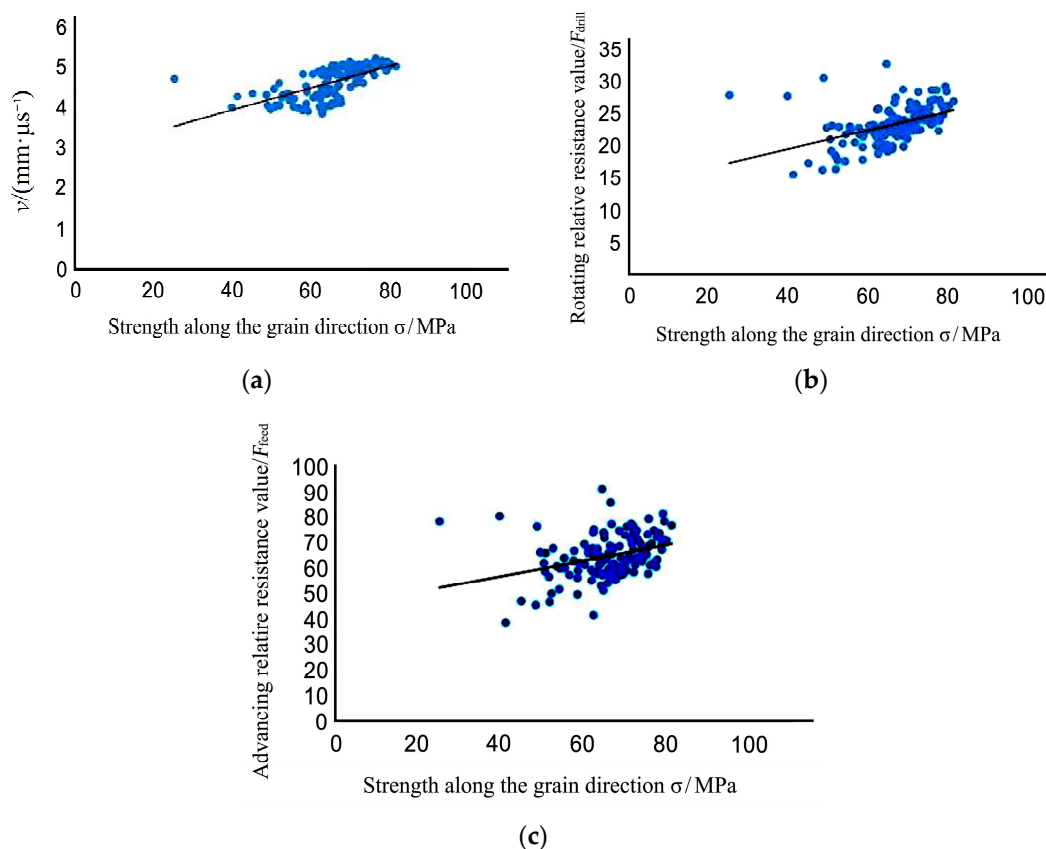 6
5
4
3
2
1
0
0 20 40 60 80 100
ν/(mm·μs⁻¹)
Strength along the grain direction σ/MPa
(a)
35
30
25
20
15
10
5
0 20 40 60 80 100
Rotating relative resistance value/Fdrill
Strength along the grain direction σ/MPa
(b)
100
90
80
70
60
50
40
30
20
10
0
0 20 40 60 80 100
Advancing relatire resistance value/Ffeed
Strength along the grain direction σ/MPa
(c)